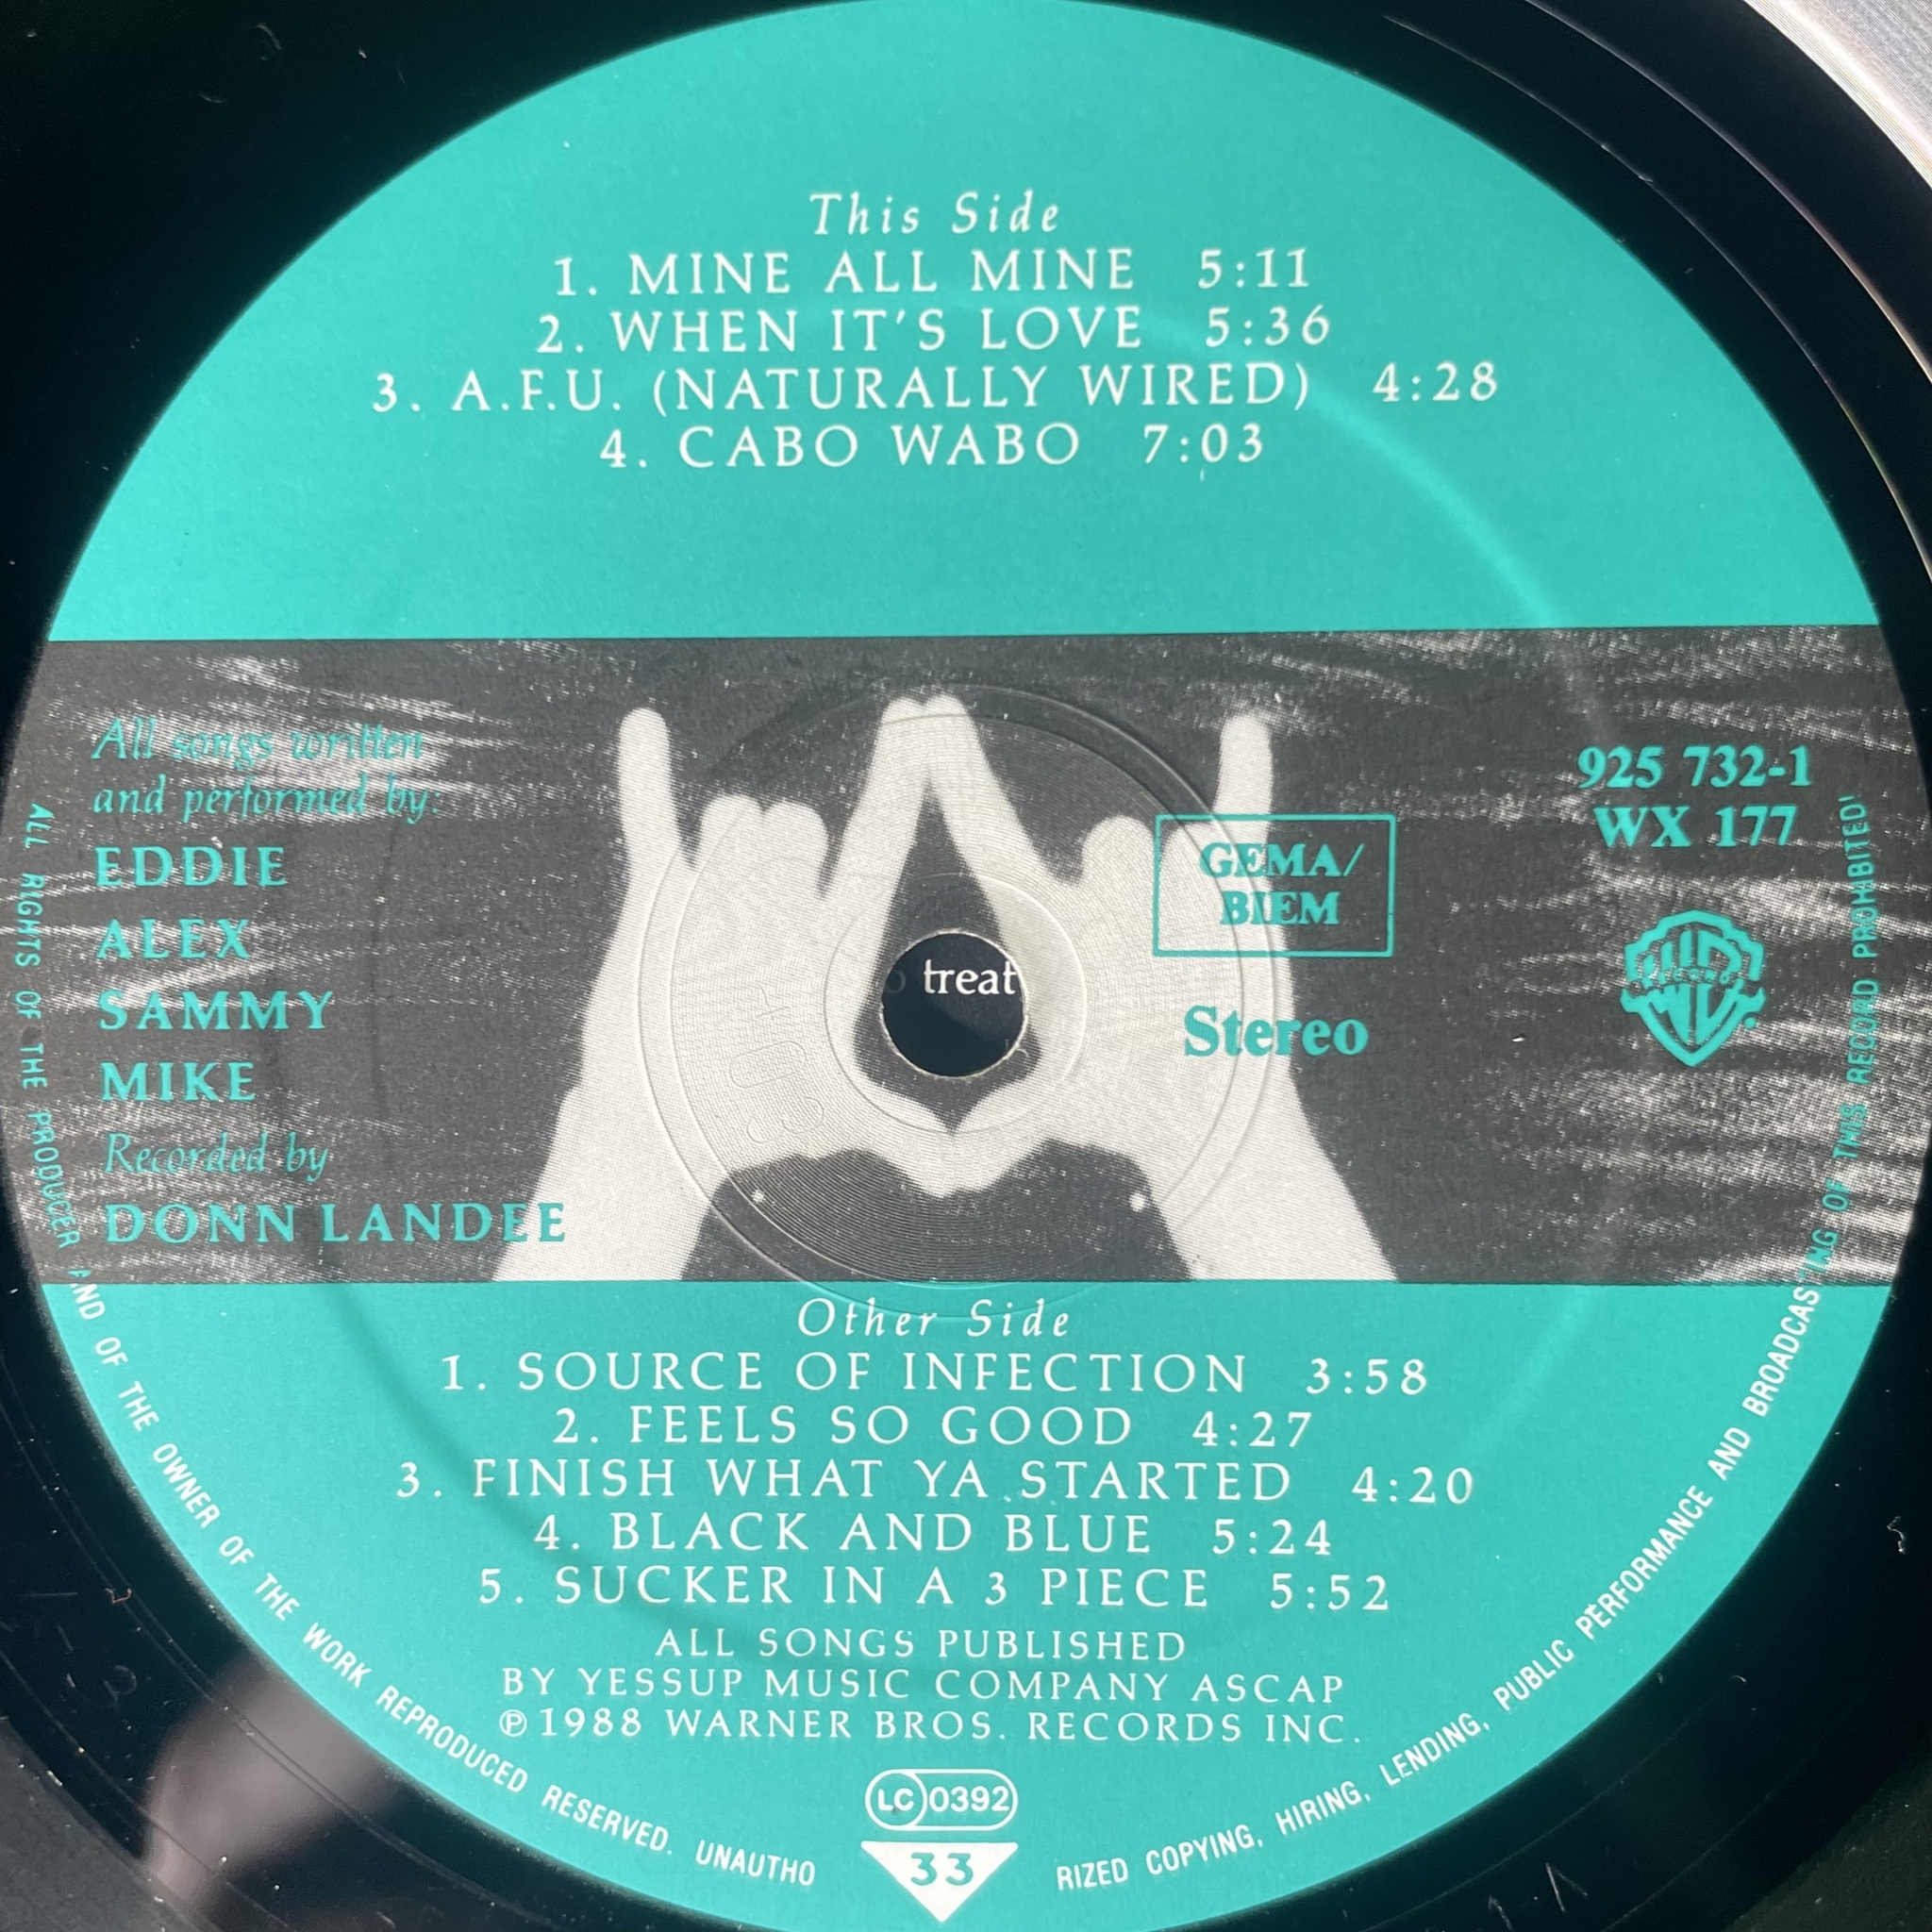 This Side
1. MINE ALL MINE 5:11
2. WHEN IT'S LOVE 5:36
3. A.F.U. (NATURALLY WIRED) 4:28
4. CABO WABO 7:03
All songs written
and performed by:
EDDIE
ALEX
SAMMY
MIKE
Recorded by
DONN LANDEE
treat
GEMA/
BIEM
Stereo
925 732-1
WX 177
WB
RECORDS
Other Side
1. SOURCE OF INFECTION 3:58
2. FEELS SO GOOD 4:27
3. FINISH WHAT YA STARTED 4:20
4. BLACK AND BLUE 5:24
5. SUCKER IN A 3 PIECE 5:52
ALL SONGS PUBLISHED
BY YESSUP MUSIC COMPANY ASCAP
℗ 1988 WARNER BROS. RECORDS INC.
LC 0392
33
ALL RIGHTS OF THE PRODUCER AND OF THE OWNER OF THE WORK REPRODUCED RESERVED. UNAUTHORIZED COPYING, HIRING, LENDING, PUBLIC PERFORMANCE AND BROADCASTING OF THIS RECORD PROHIBITED!